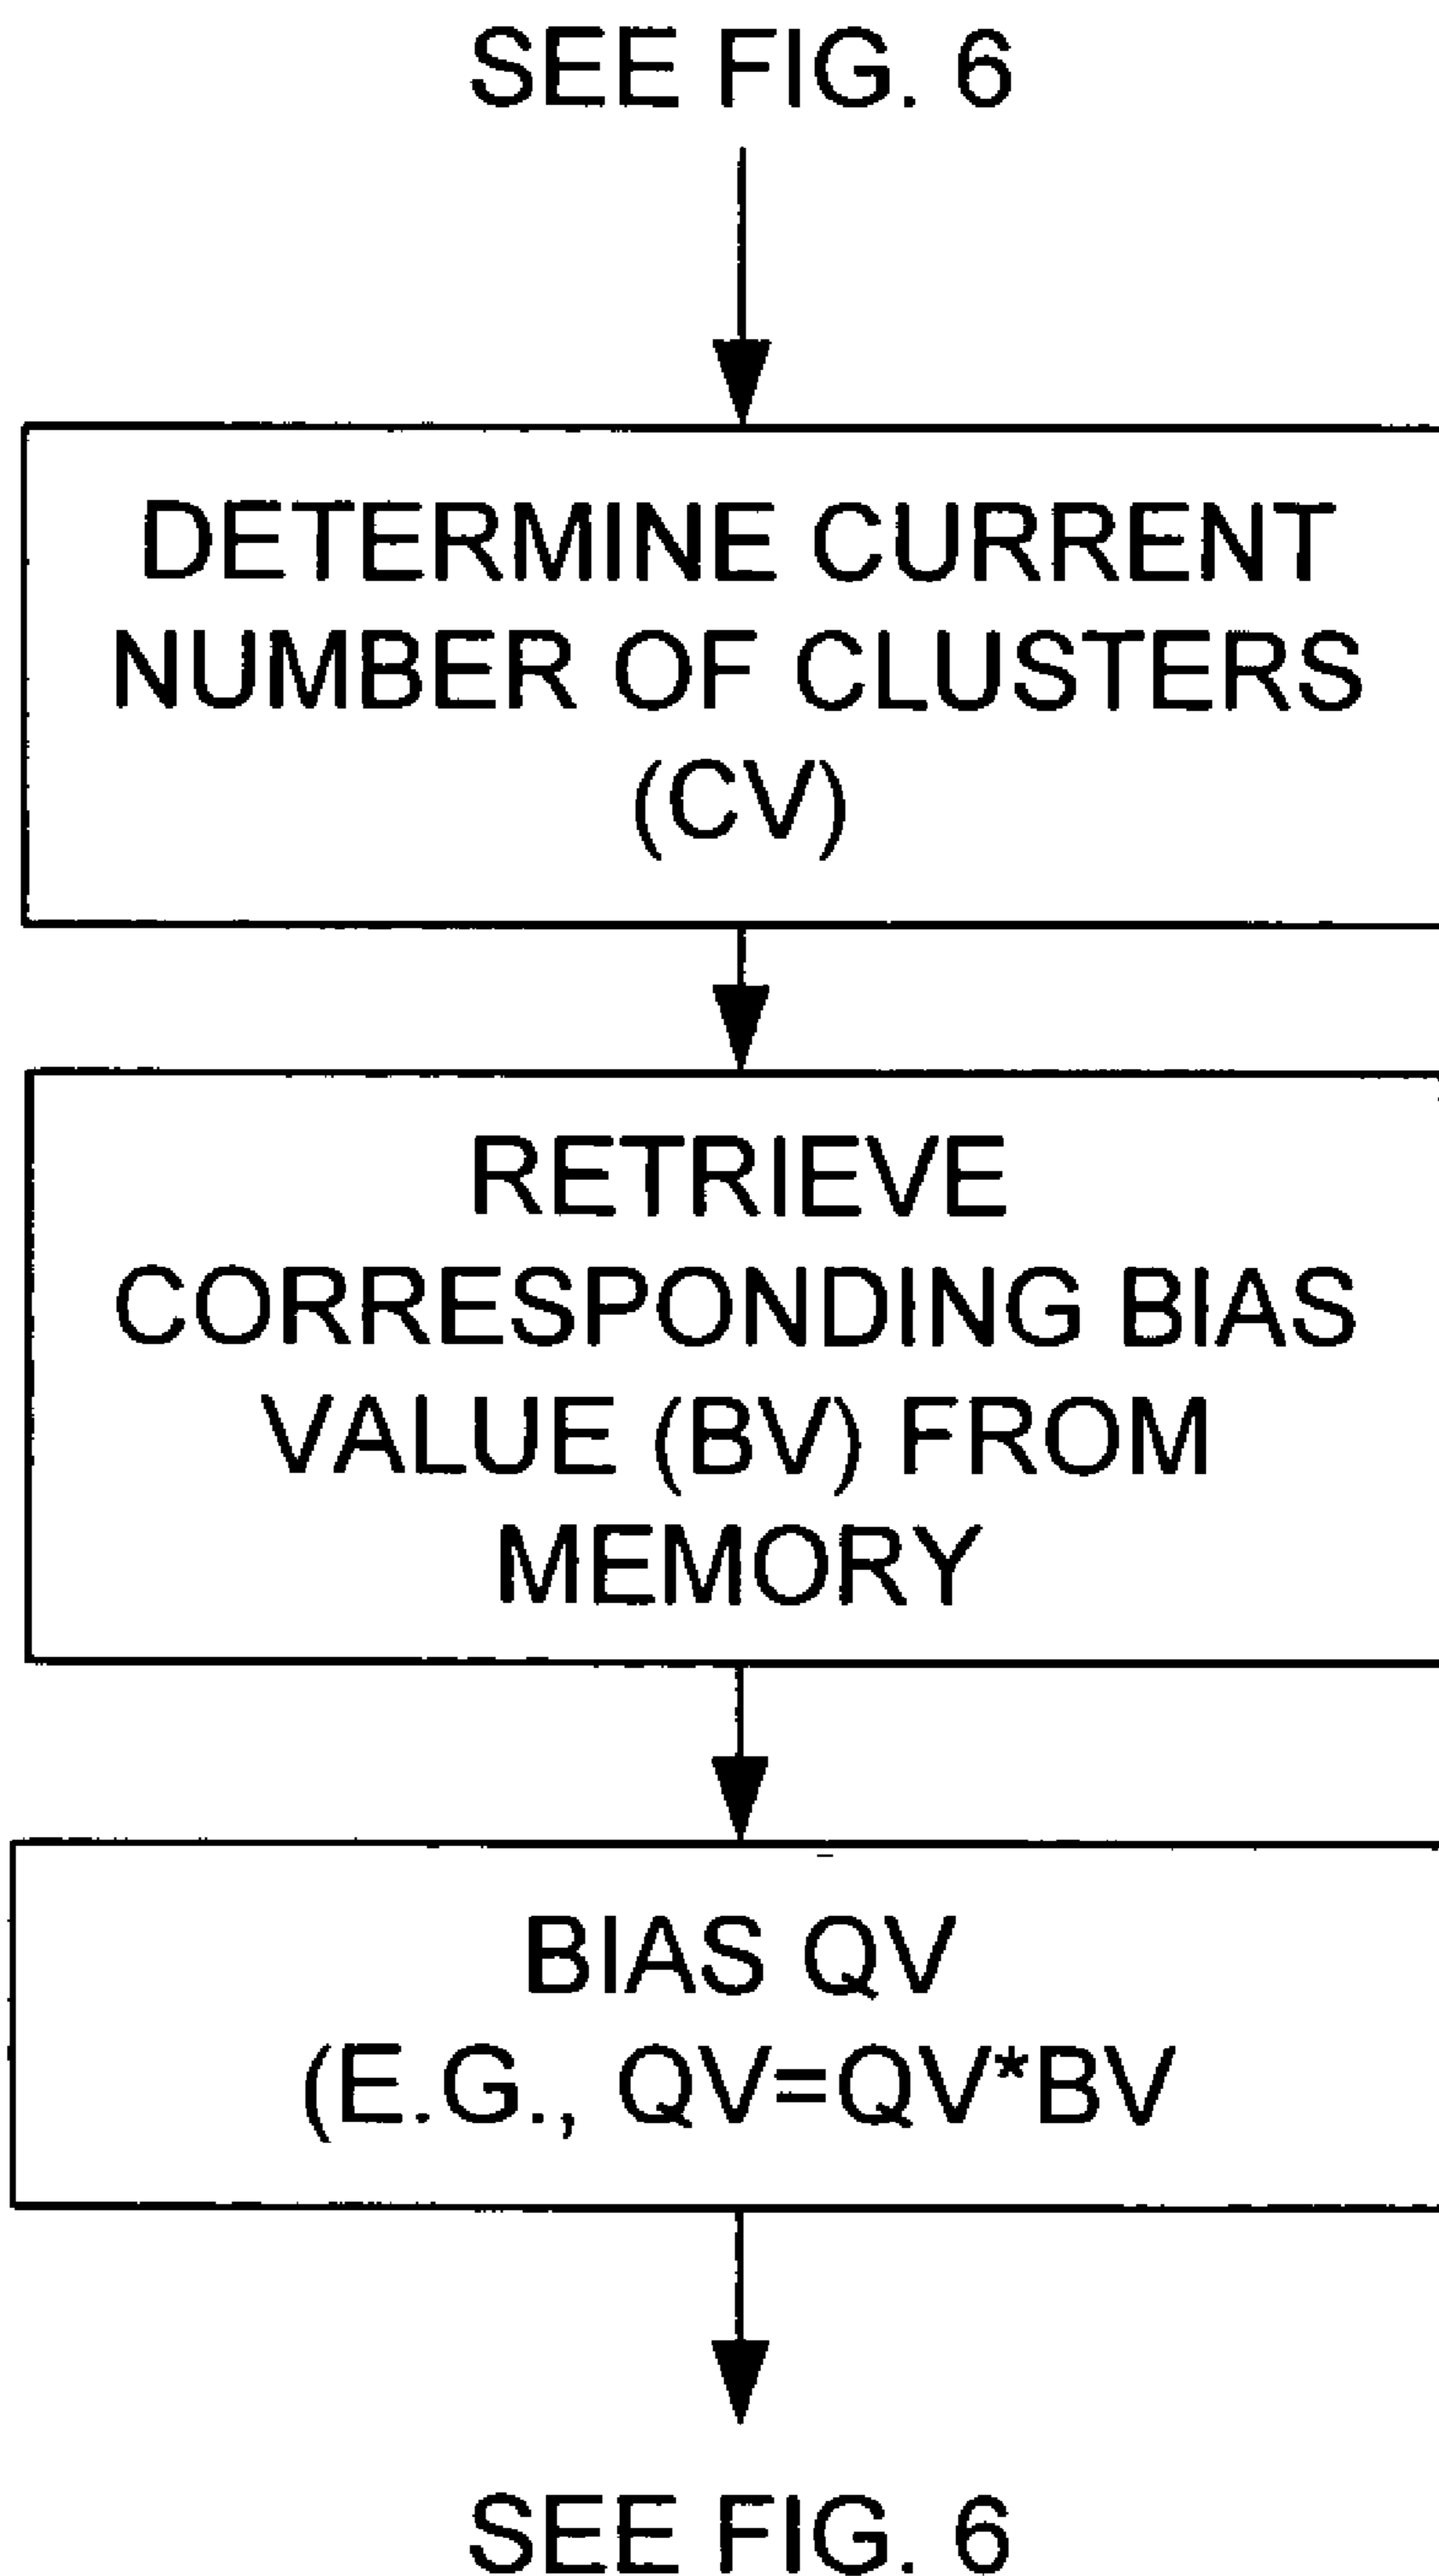 SEE FIG. 6
DETERMINE CURRENT
NUMBER OF CLUSTERS
(CV)
RETRIEVE
CORRESPONDING BIAS
VALUE (BV) FROM
MEMORY
BIAS QV
(E.G., QV=QV*BV
SEE FIG. 6